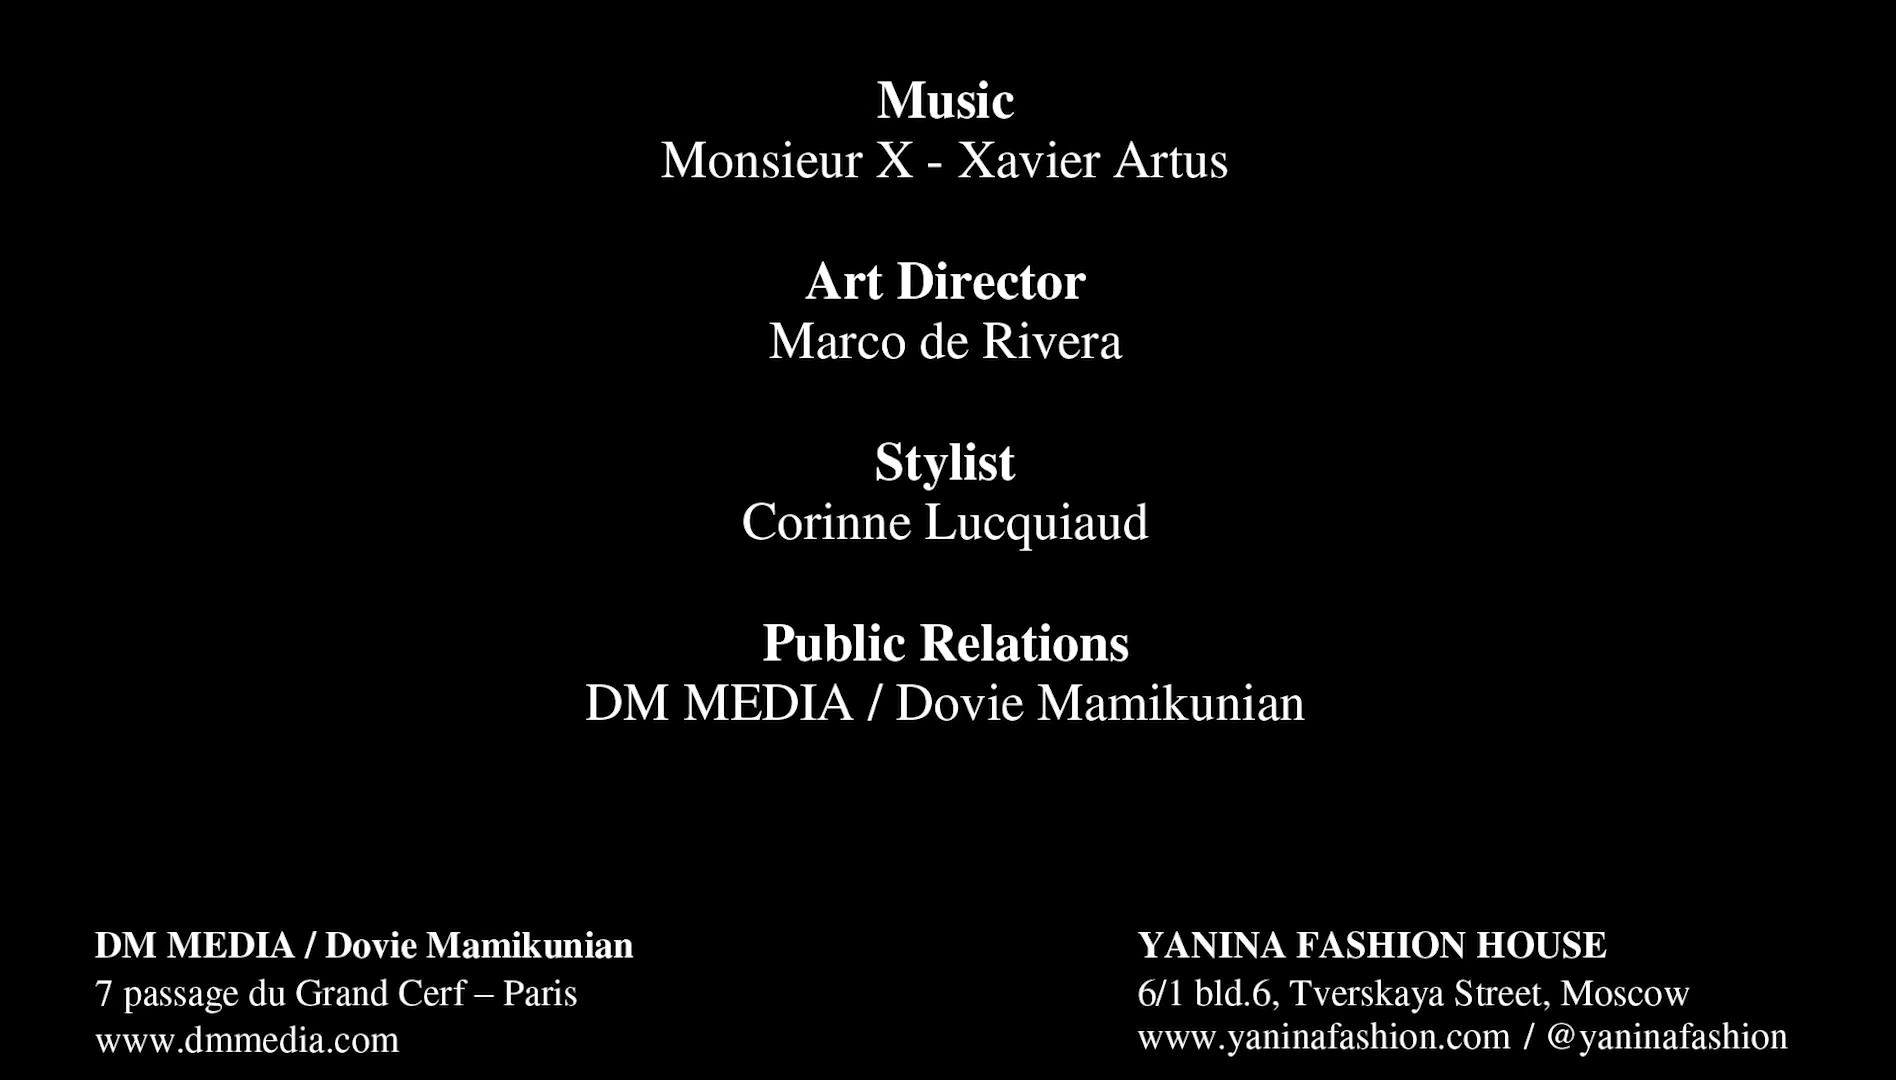 Music
Monsieur X - Xavier Artus
Art Director
Marco de Rivera
Stylist
Corinne Lucquiaud
Public Relations
DM MEDIA / Dovie Mamikunian
DM MEDIA / Dovie Mamikunian
7 passage du Grand Cerf – Paris
www.dmmedia.com
YANINA FASHION HOUSE
6/1 bld.6, Tverskaya Street, Moscow
www.yaninafashion.com / @yaninafashion